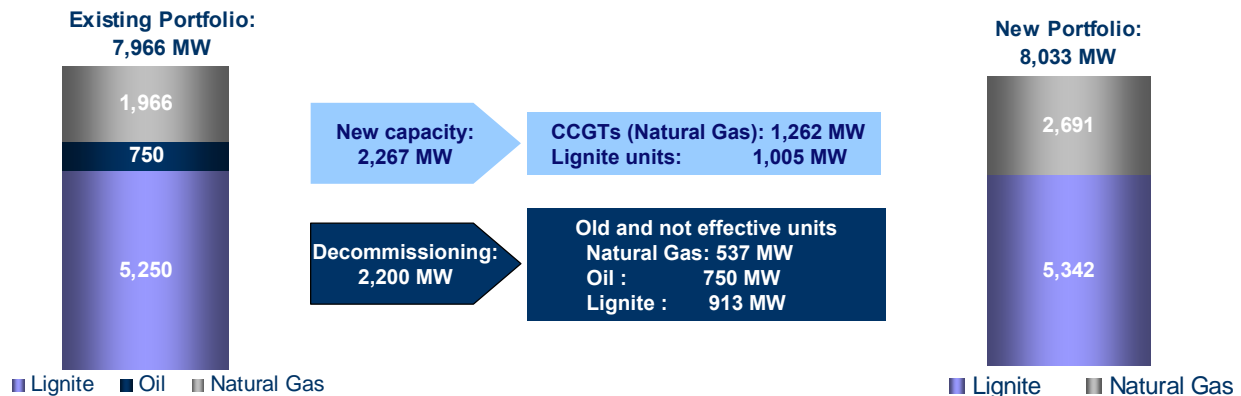 Existing Portfolio:
7,966 MW
1,966
750
5,250
Lignite
Oil
Natural Gas
New capacity:
2,267 MW
CCGTs (Natural Gas): 1,262 MW
Lignite units: 1,005 MW
Decommissioning:
2,200 MW
Old and not effective units
Natural Gas: 537 MW
Oil : 750 MW
Lignite : 913 MW
New Portfolio:
8,033 MW
2,691
5,342
Lignite
Natural Gas